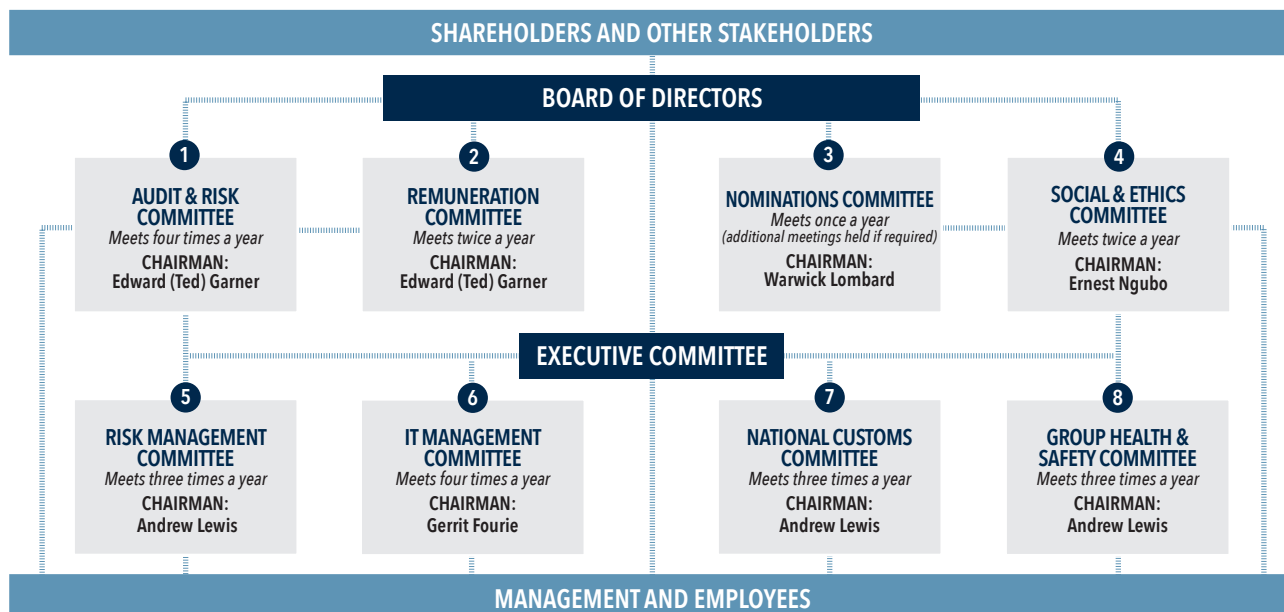 SHAREHOLDERS AND OTHER STAKEHOLDERS
BOARD OF DIRECTORS
1
AUDIT & RISK
COMMITTEE
Meets four times a year
CHAIRMAN:
Edward (Ted) Garner
2
REMUNERATION
COMMITTEE
Meets twice a year
CHAIRMAN:
Edward (Ted) Garner
3
NOMINATIONS COMMITTEE
Meets once a year
(additional meetings held if required)
CHAIRMAN:
Warwick Lombard
4
SOCIAL & ETHICS
COMMITTEE
Meets twice a year
CHAIRMAN:
Ernest Ngubo
EXECUTIVE COMMITTEE
5
RISK MANAGEMENT
COMMITTEE
Meets three times a year
CHAIRMAN:
Andrew Lewis
6
IT MANAGEMENT
COMMITTEE
Meets four times a year
CHAIRMAN:
Gerrit Fourie
7
NATIONAL CUSTOMS
COMMITTEE
Meets three times a year
CHAIRMAN:
Andrew Lewis
8
GROUP HEALTH &
SAFETY COMMITTEE
Meets three times a year
CHAIRMAN:
Andrew Lewis
MANAGEMENT AND EMPLOYEES